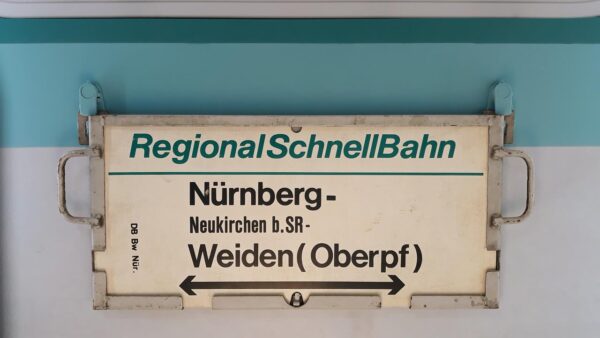 RegionalSchnellBahn
Nürnberg-
Neukirchen b.SR-
Weiden (Oberpf)
DB Bw Nür.